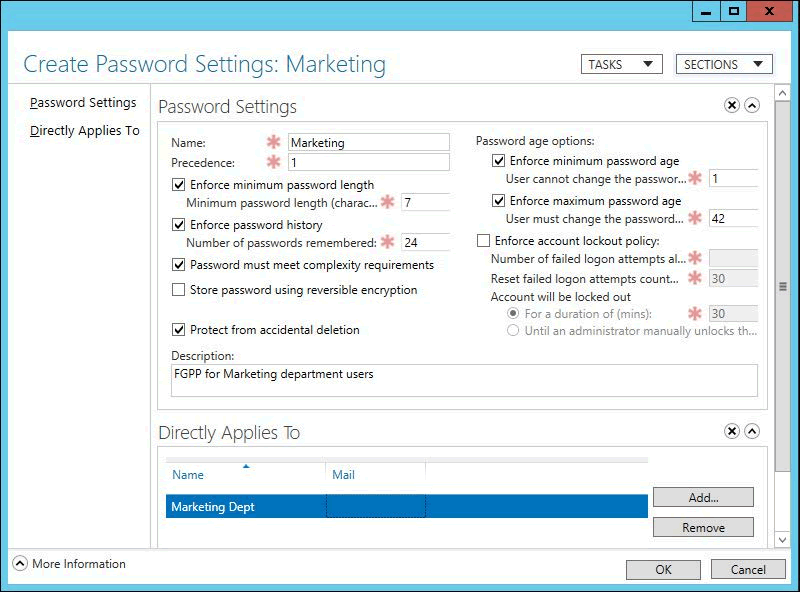 Create Password Settings: Marketing
TASKS
SECTIONS
Password Settings
Directly Applies To
Password Settings
Name:
Marketing
Precedence:
1
Enforce minimum password length
Minimum password length (charac...
7
Enforce password history
Number of passwords remembered:
24
Password must meet complexity requirements
Store password using reversible encryption
Protect from accidental deletion
Password age options:
Enforce minimum password age
User cannot change the passwor...
1
Enforce maximum password age
User must change the password...
42
Enforce account lockout policy:
Number of failed logon attempts al...
Reset failed logon attempts count...
30
Account will be locked out
For a duration of (mins):
30
Until an administrator manually unlocks th...
Description:
FGPP for Marketing department users
Directly Applies To
Name
Mail
Marketing Dept
Add...
Remove
More Information
OK
Cancel